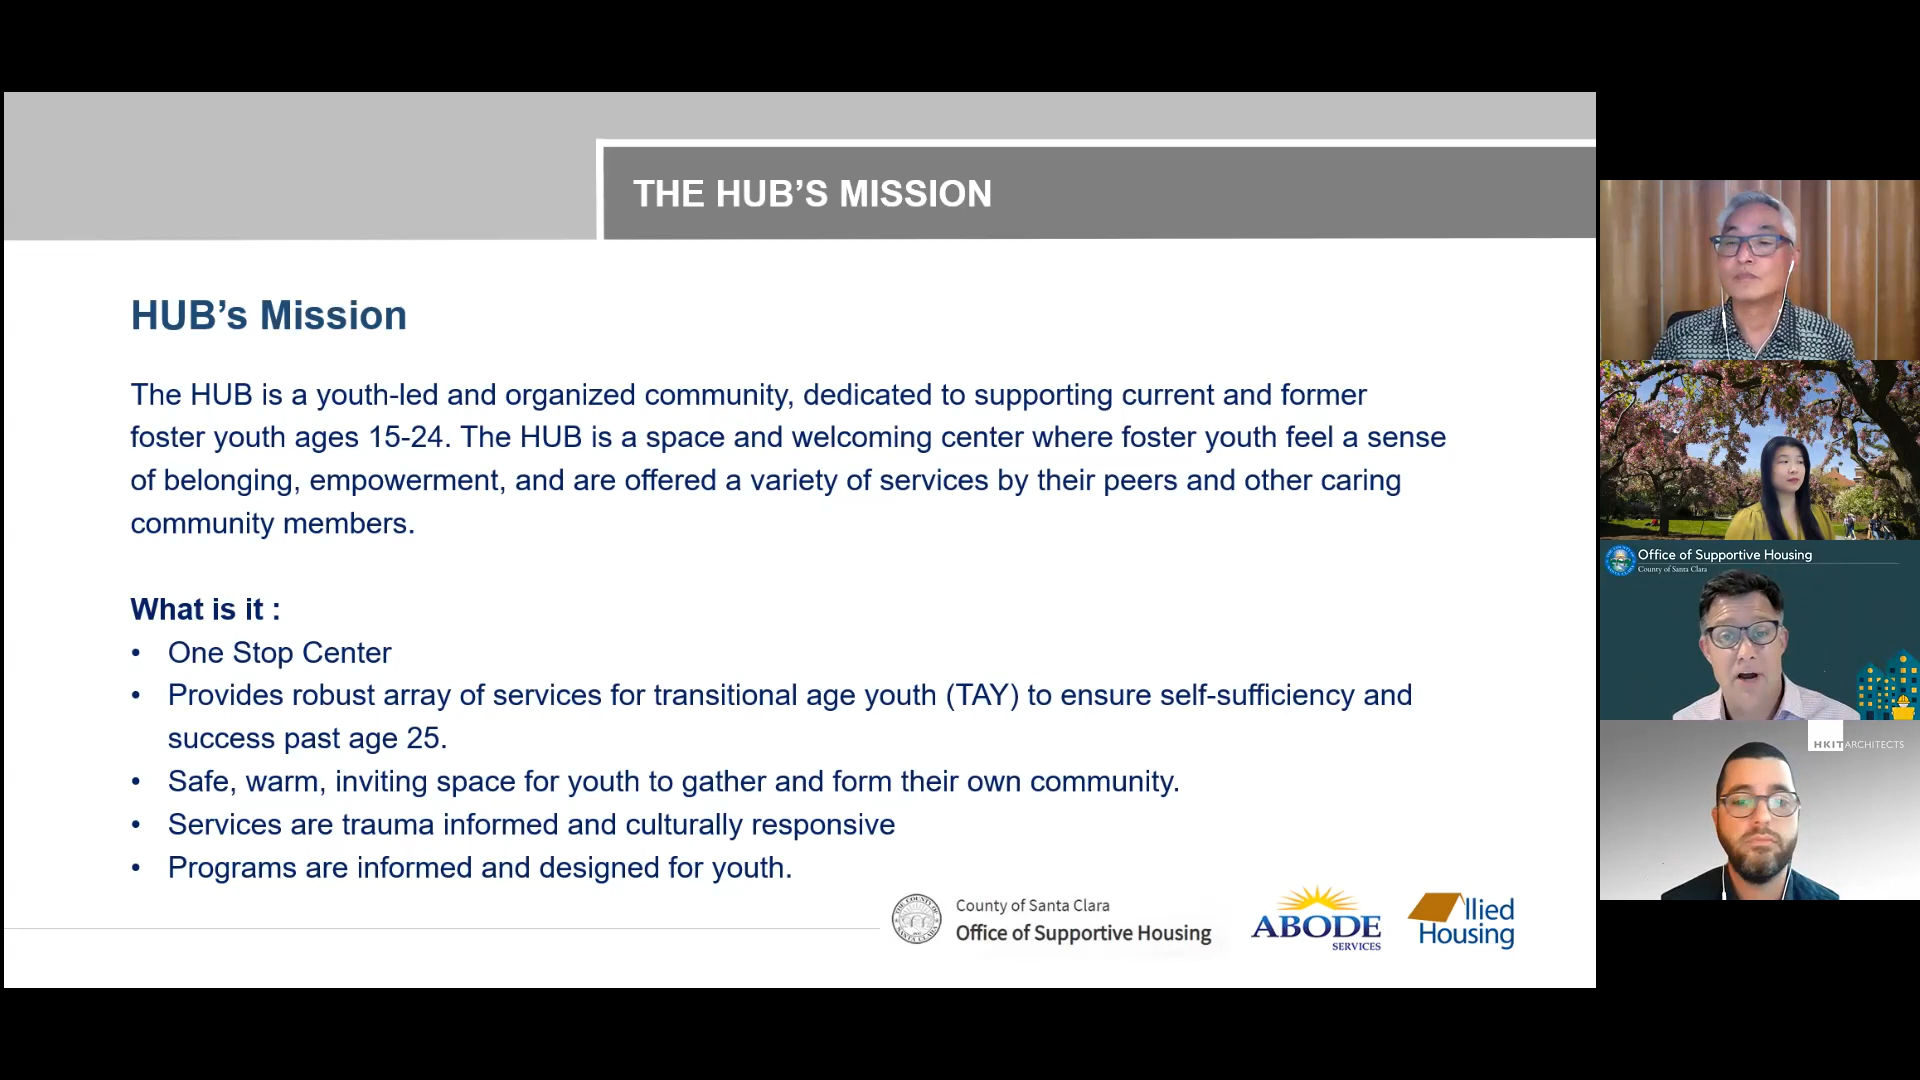 THE HUB’S MISSION
HUB’s Mission
The HUB is a youth-led and organized community, dedicated to supporting current and former
foster youth ages 15-24. The HUB is a space and welcoming center where foster youth feel a sense
of belonging, empowerment, and are offered a variety of services by their peers and other caring
community members.
What is it :
• One Stop Center
• Provides robust array of services for transitional age youth (TAY) to ensure self-sufficiency and
success past age 25.
• Safe, warm, inviting space for youth to gather and form their own community.
• Services are trauma informed and culturally responsive
• Programs are informed and designed for youth.
County of Santa Clara
Office of Supportive Housing
ABODE
SERVICES
llied
Housing
Office of Supportive Housing
County of Santa Clara
HKIT ARCHITECTS